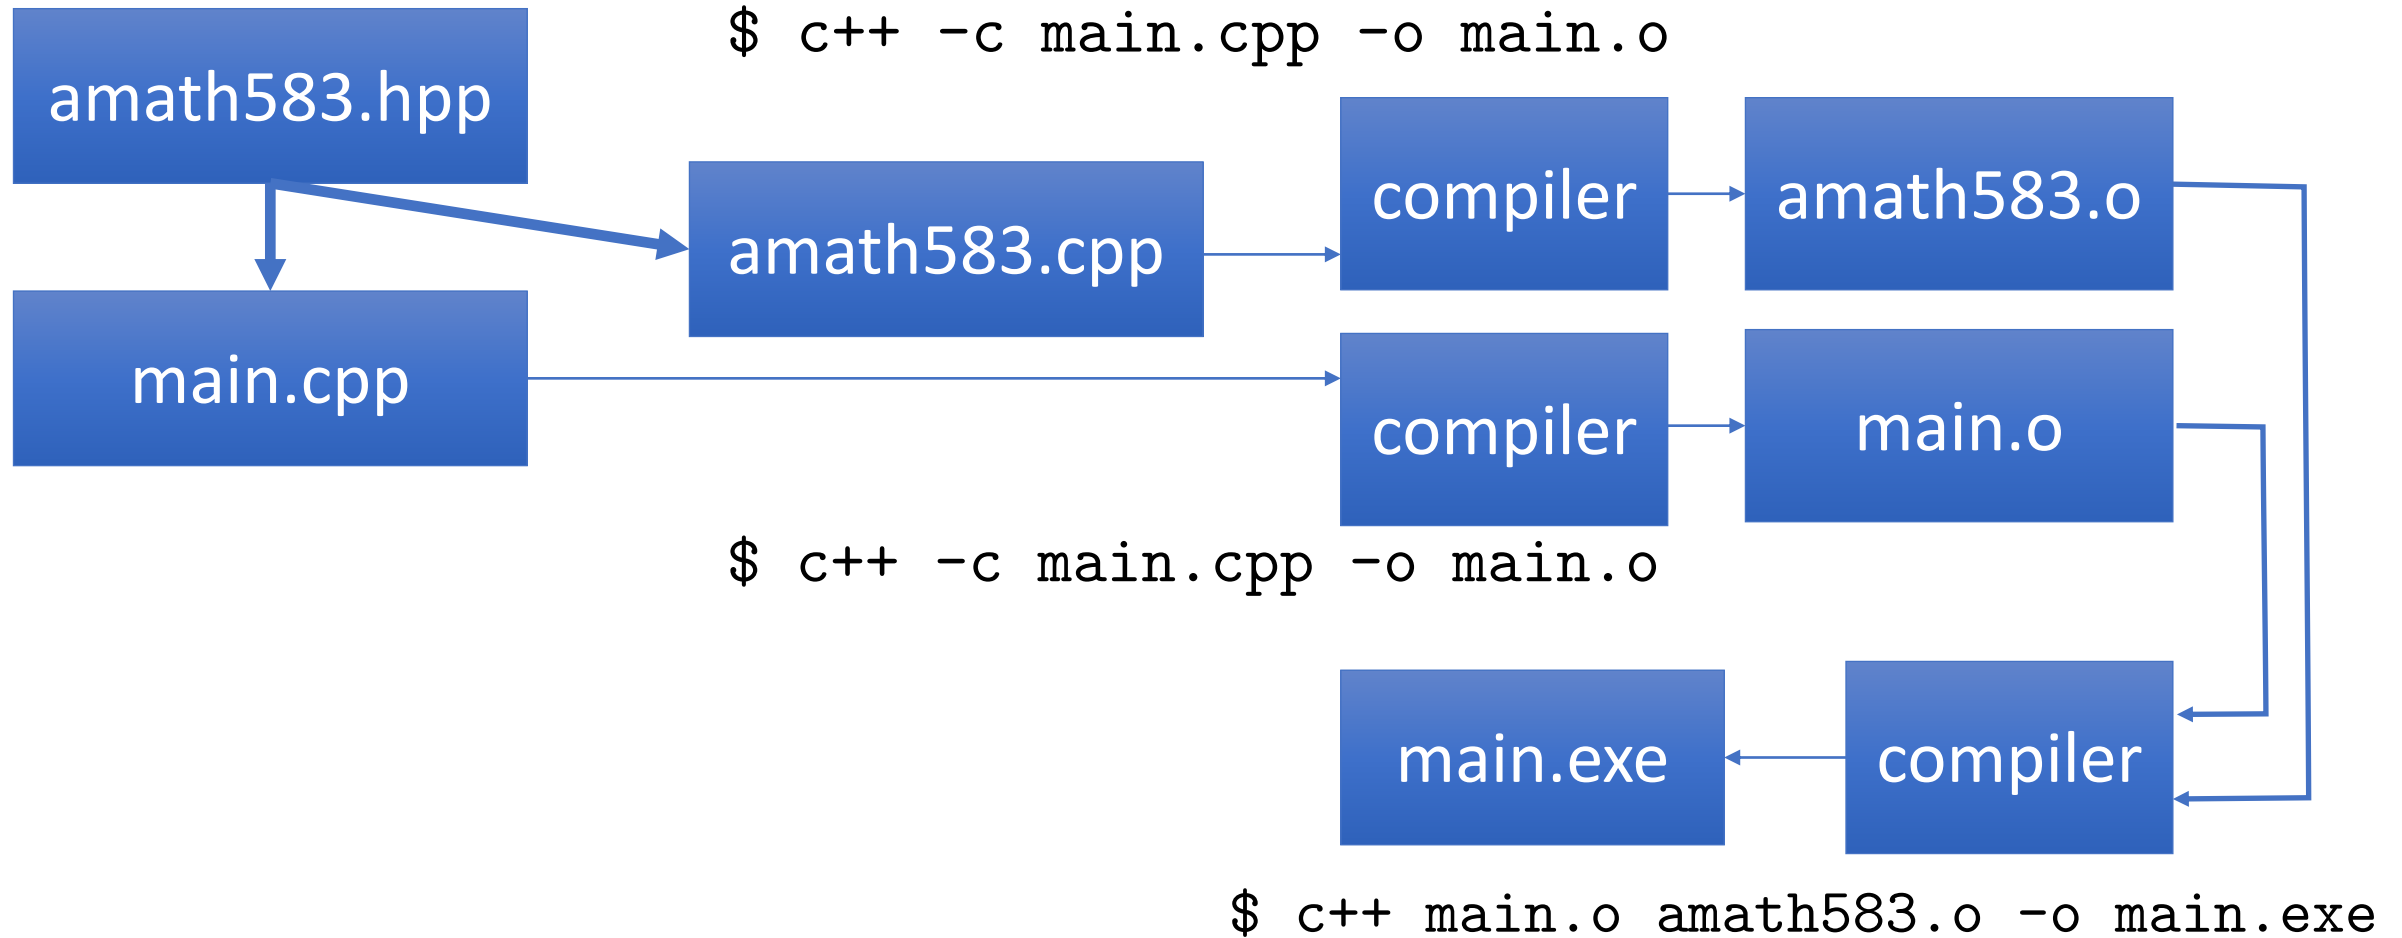 $ c++ -c main.cpp -o main.o
amath583.hpp
compiler
amath583.o
amath583.cpp
main.cpp
compiler
main.o
$ c++ -c main.cpp -o main.o
main.exe
compiler
$ c++ main.o amath583.o -o main.exe